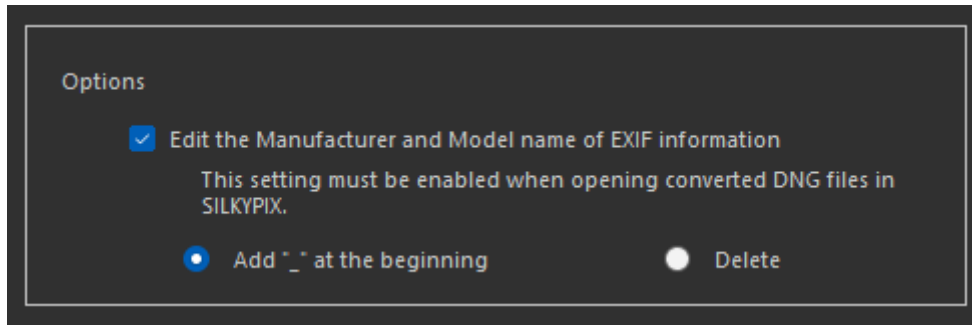 Options
Edit the Manufacturer and Model name of EXIF information
This setting must be enabled when opening converted DNG files in
SILKYPIX.
Add "_" at the beginning
Delete